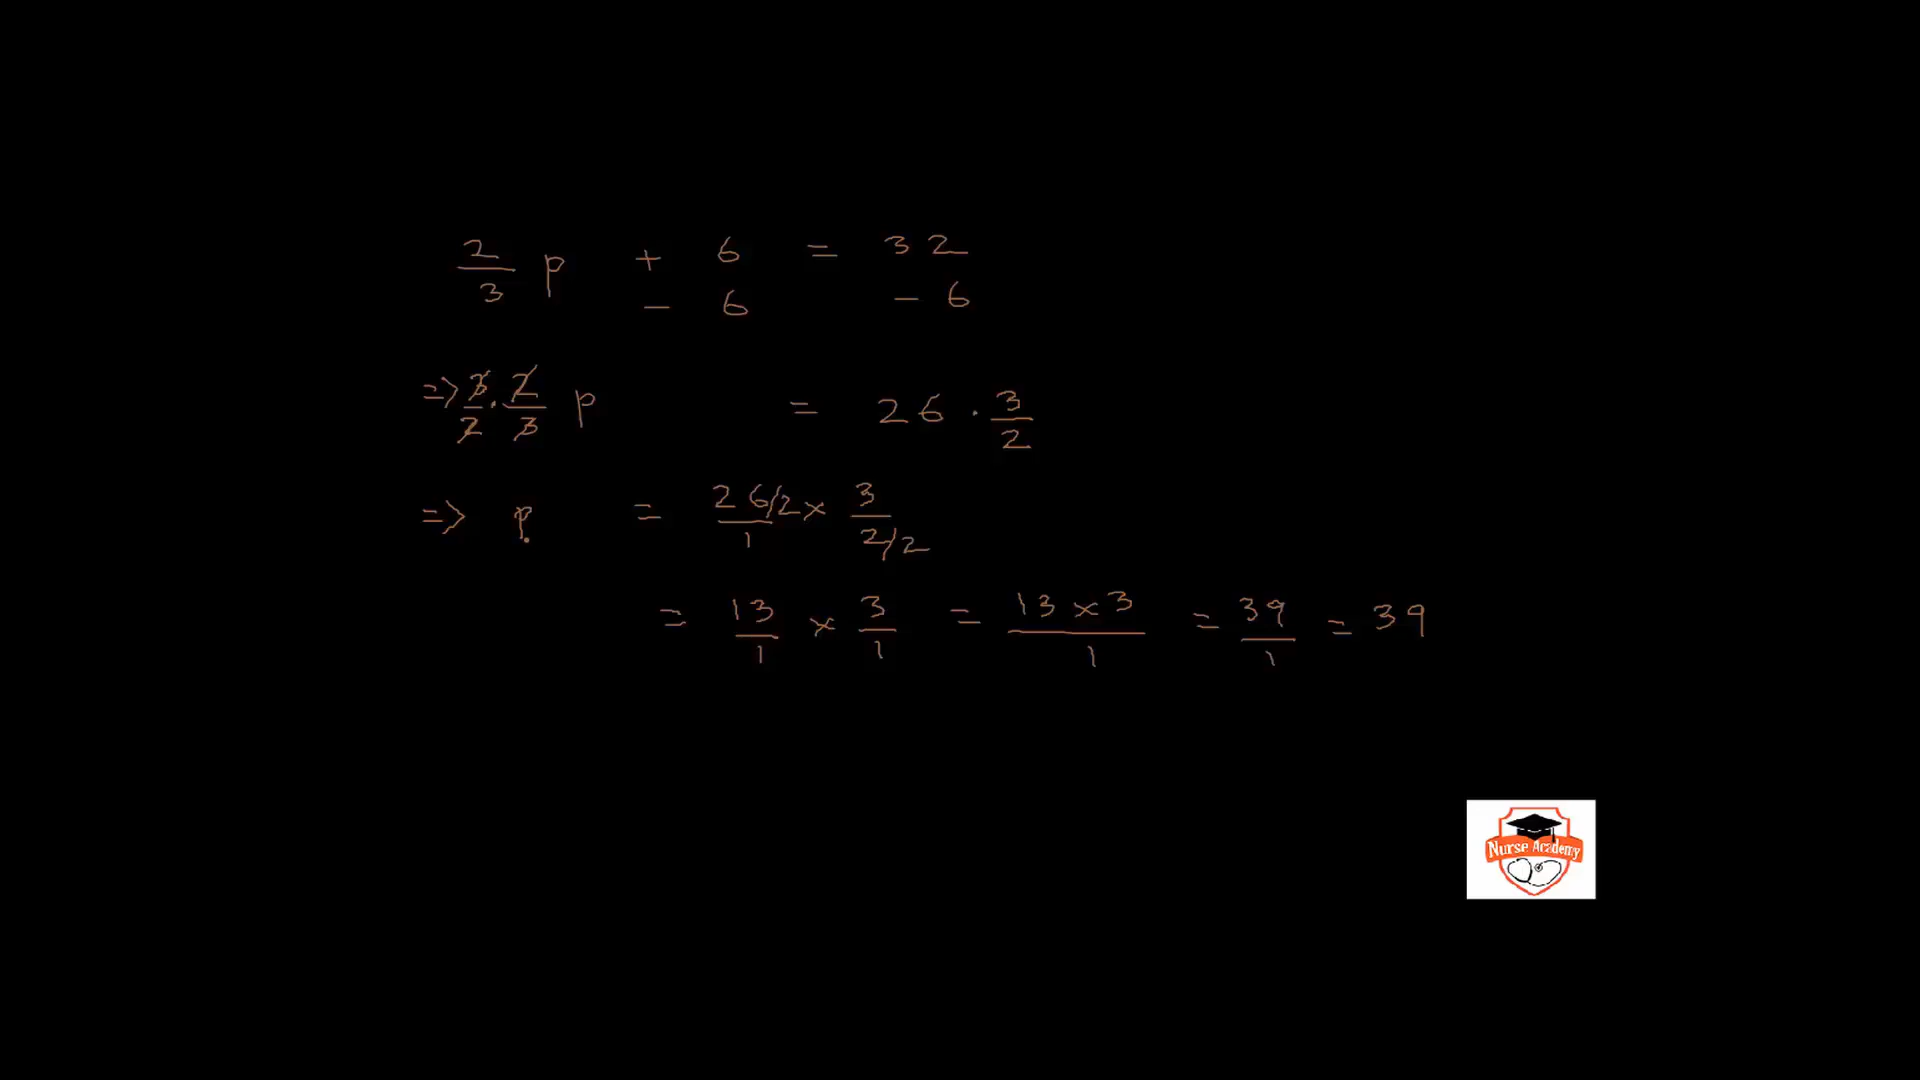 2/3 p + 6 = 32
- 6 - 6
=> 3/2 . 2/3 p = 26 . 3/2
=> p = 26/2/1 x 3/2/2
= 13/1 x 3/1 = 13 x 3/1 = 39/1 = 39
Nurse Academy